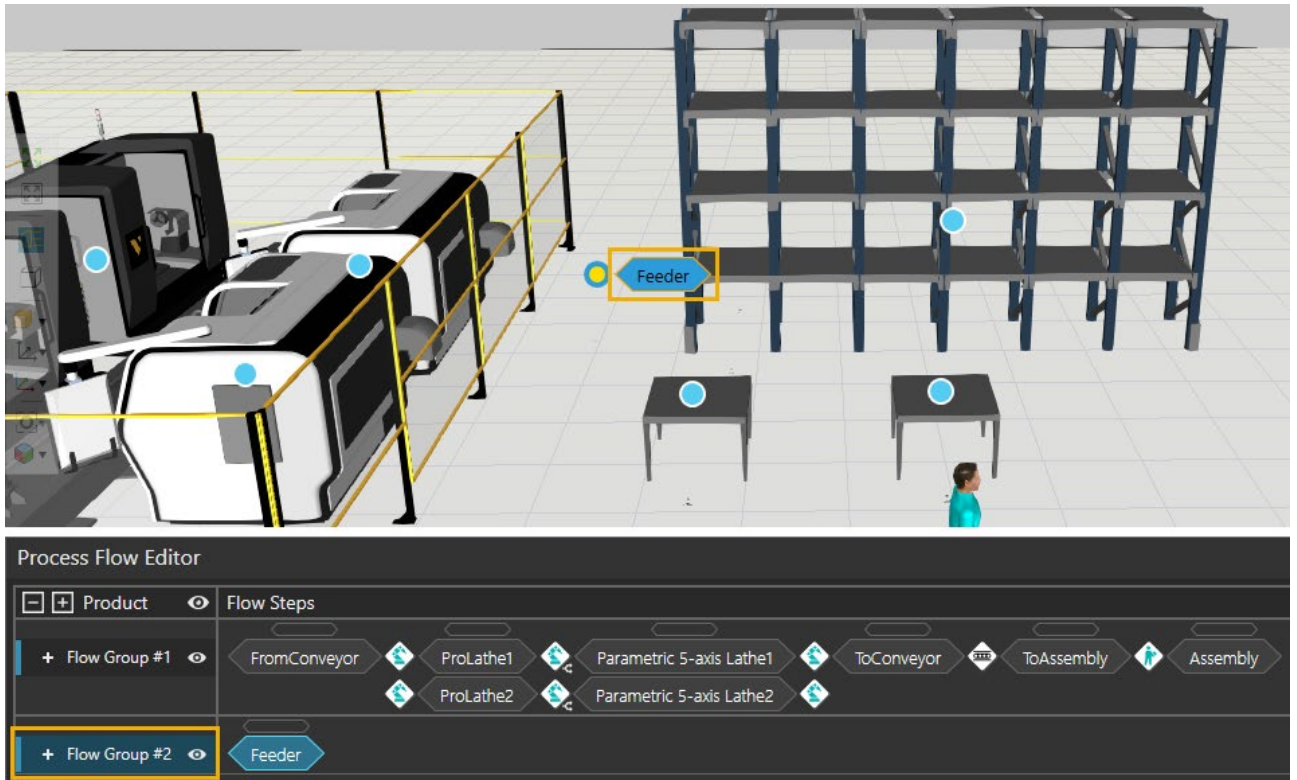 Feeder
Process Flow Editor
Product Flow Steps
Flow Group #1 FromConveyor ProLathe1 Parametric 5-axis Lathe1 ToConveyor ToAssembly Assembly
ProLathe2 Parametric 5-axis Lathe2
Flow Group #2 Feeder